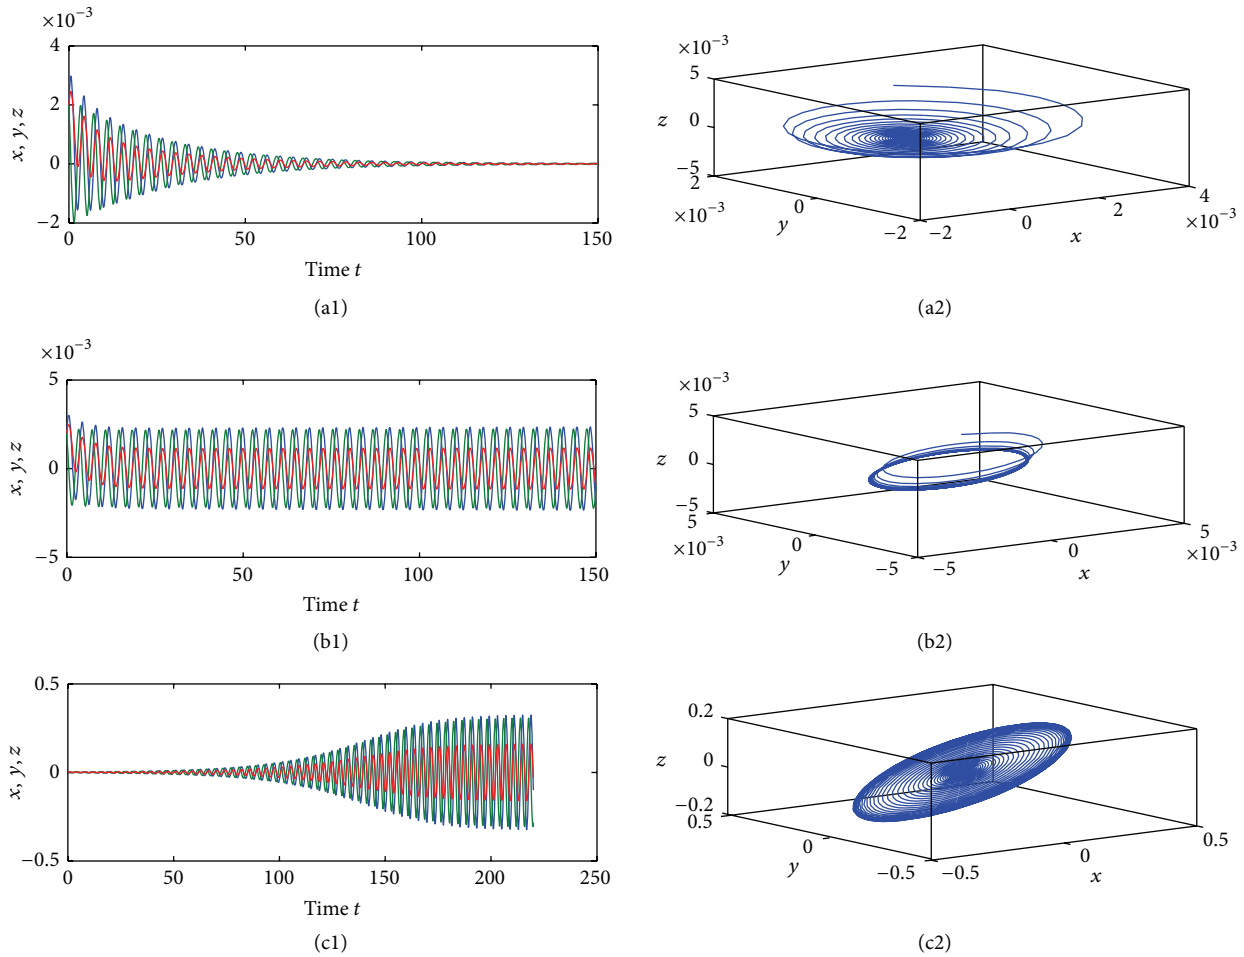 ×10⁻³
4
2
0
−2
x, y, z
0 50 100 150
Time t
(a1)
×10⁻³
5
z 0
−5
2
×10⁻³
0
y
−2 −2
0
2
4
×10⁻³
x
(a2)
×10⁻³
5
0
−5
x, y, z
0 50 100 150
Time t
(b1)
×10⁻³
5
z 0
−5
5
×10⁻³
0
y
−5 −5
0
5
×10⁻³
x
(b2)
0.5
0
−0.5
x, y, z
0 50 100 150 200 250
Time t
(c1)
0.2
z 0
−0.2
0.5
0
y
−0.5 −0.5
0
0.5
x
(c2)